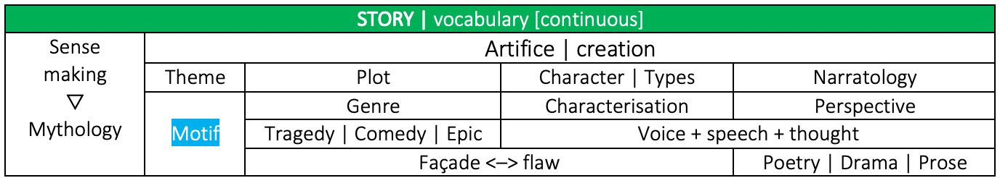 STORY | vocabulary [continuous]
Sense
making
▽
Mythology
Artifice | creation
Theme
Plot
Character | Types
Narratology
Motif
Genre
Characterisation
Perspective
Tragedy | Comedy | Epic
Voice + speech + thought
Façade <–> flaw
Poetry | Drama | Prose